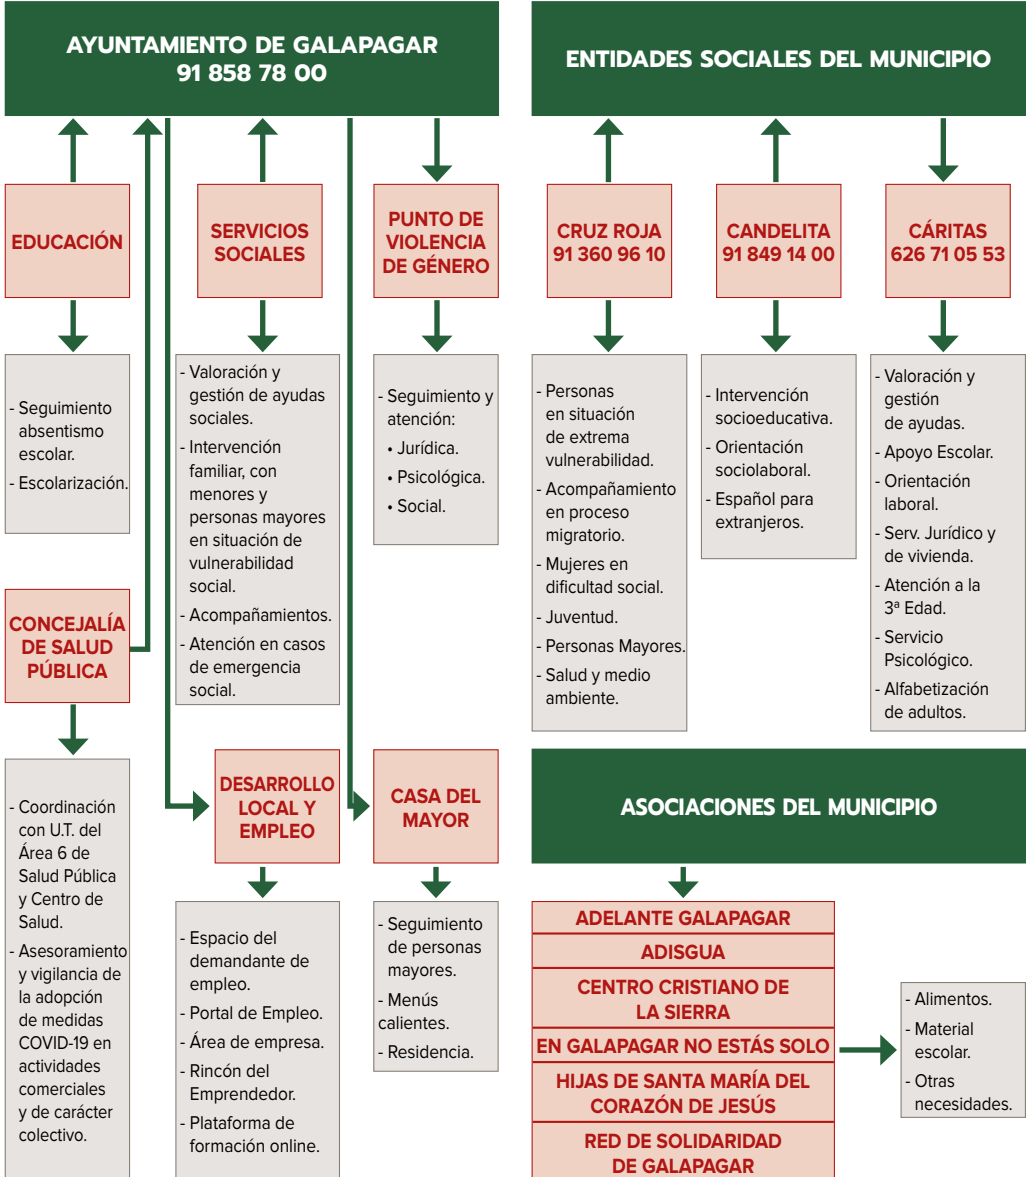 AYUNTAMIENTO DE GALAPAGAR
91 858 78 00
EDUCACIÓN
- Seguimiento
absentismo
escolar.
- Escolarización.
SERVICIOS
SOCIALES
- Valoración y
gestión de ayudas
sociales.
- Intervención
familiar, con
menores y
personas mayores
en situación de
vulnerabilidad
social.
- Acompañamientos.
- Atención en casos
de emergencia
social.
PUNTO DE
VIOLENCIA
DE GÉNERO
- Seguimiento y
atención:
• Jurídica.
• Psicológica.
• Social.
CONCEJALÍA
DE SALUD
PÚBLICA
- Coordinación
con U.T. del
Área 6 de
Salud Pública
y Centro de
Salud.
- Asesoramiento
y vigilancia de
la adopción
de medidas
COVID-19 en
actividades
comerciales
y de carácter
colectivo.
DESARROLLO
LOCAL Y
EMPLEO
- Espacio del
demandante de
empleo.
- Portal de Empleo.
- Área de empresa.
- Rincón del
Emprendedor.
- Plataforma de
formación online.
CASA DEL
MAYOR
- Seguimiento
de personas
mayores.
- Menús
calientes.
- Residencia.
ENTIDADES SOCIALES DEL MUNICIPIO
CRUZ ROJA
91 360 96 10
- Personas
en situación
de extrema
vulnerabilidad.
- Acompañamiento
en proceso
migratorio.
- Mujeres en
dificultad social.
- Juventud.
- Personas Mayores.
- Salud y medio
ambiente.
CANDELITA
91 849 14 00
- Intervención
socioeducativa.
- Orientación
sociolaboral.
- Español para
extranjeros.
CÁRITAS
626 71 05 53
- Valoración y
gestión
de ayudas.
- Apoyo Escolar.
- Orientación
laboral.
- Serv. Jurídico y
de vivienda.
- Atención a la
3ª Edad.
- Servicio
Psicológico.
- Alfabetización
de adultos.
ASOCIACIONES DEL MUNICIPIO
ADELANTE GALAPAGAR
ADISGUA
CENTRO CRISTIANO DE
LA SIERRA
EN GALAPAGAR NO ESTÁS SOLO
HIJAS DE SANTA MARÍA DEL
CORAZÓN DE JESÚS
RED DE SOLIDARIDAD
DE GALAPAGAR
- Alimentos.
- Material
escolar.
- Otras
necesidades.